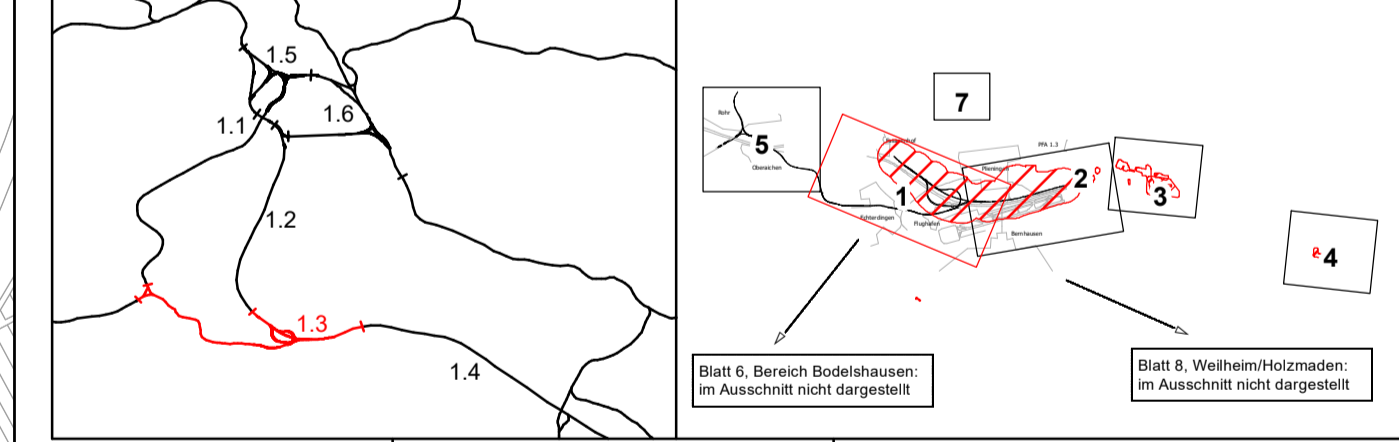 1.5
1.6
1.1
1.2
1.3
1.4
7
Rohr
5
Oberaichen
PFA 1.3
Plieningen
2
3
1
Echterdingen
Flughafen
Bernhausen
4
Blatt 6, Bereich Bodelshausen:
im Ausschnitt nicht dargestellt
Blatt 8, Weilheim/Holzmaden:
im Ausschnitt nicht dargestellt